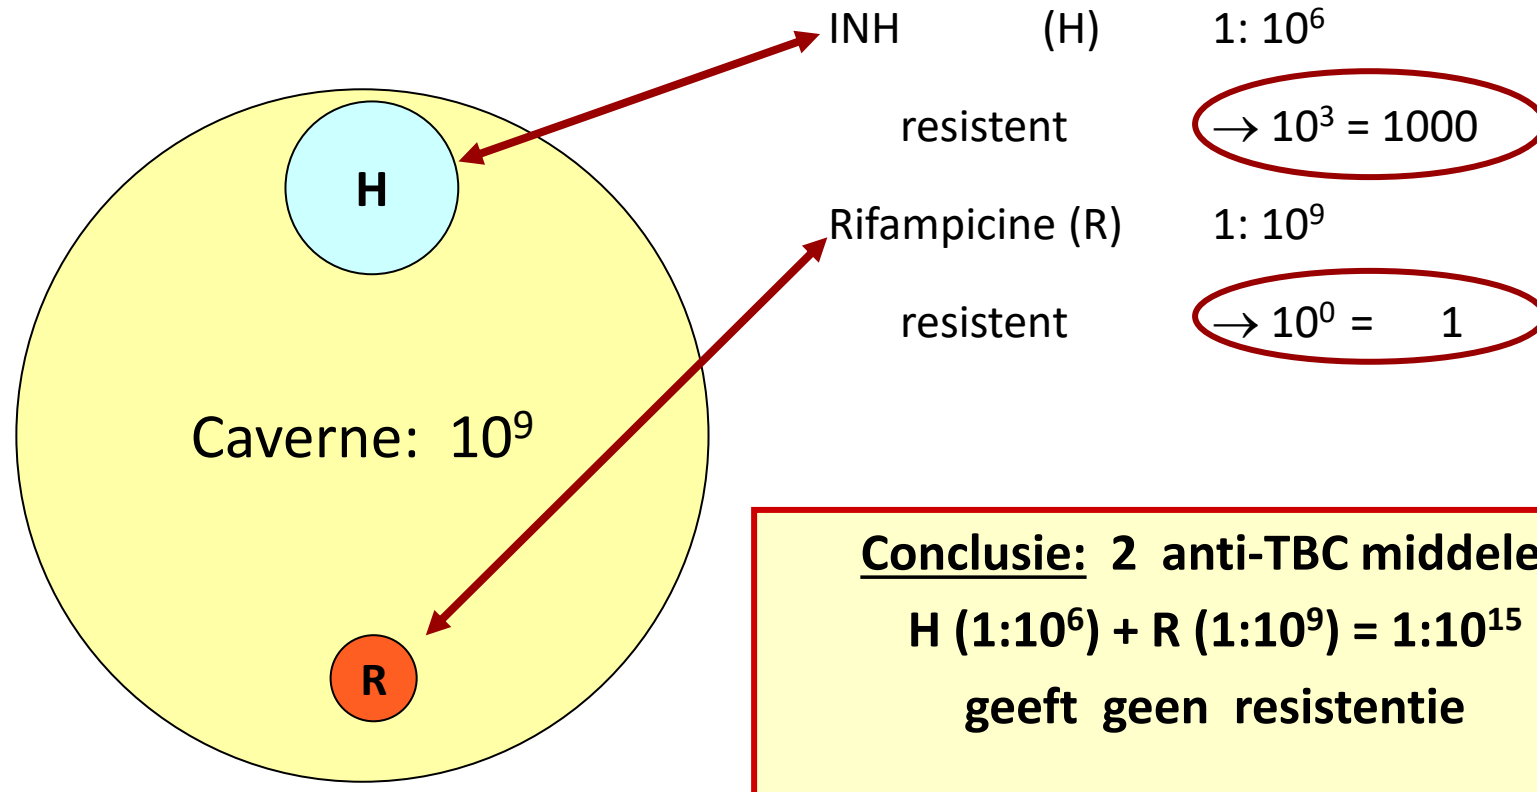 INH (H) 1: 10⁶
resistent → 10³ = 1000
Rifampicine (R) 1: 10⁹
resistent → 10⁰ = 1
H
Caverne: 10⁹
R
Conclusie: 2 anti-TBC middele
H (1:10⁶) + R (1:10⁹) = 1:10¹⁵
geeft geen resistentie